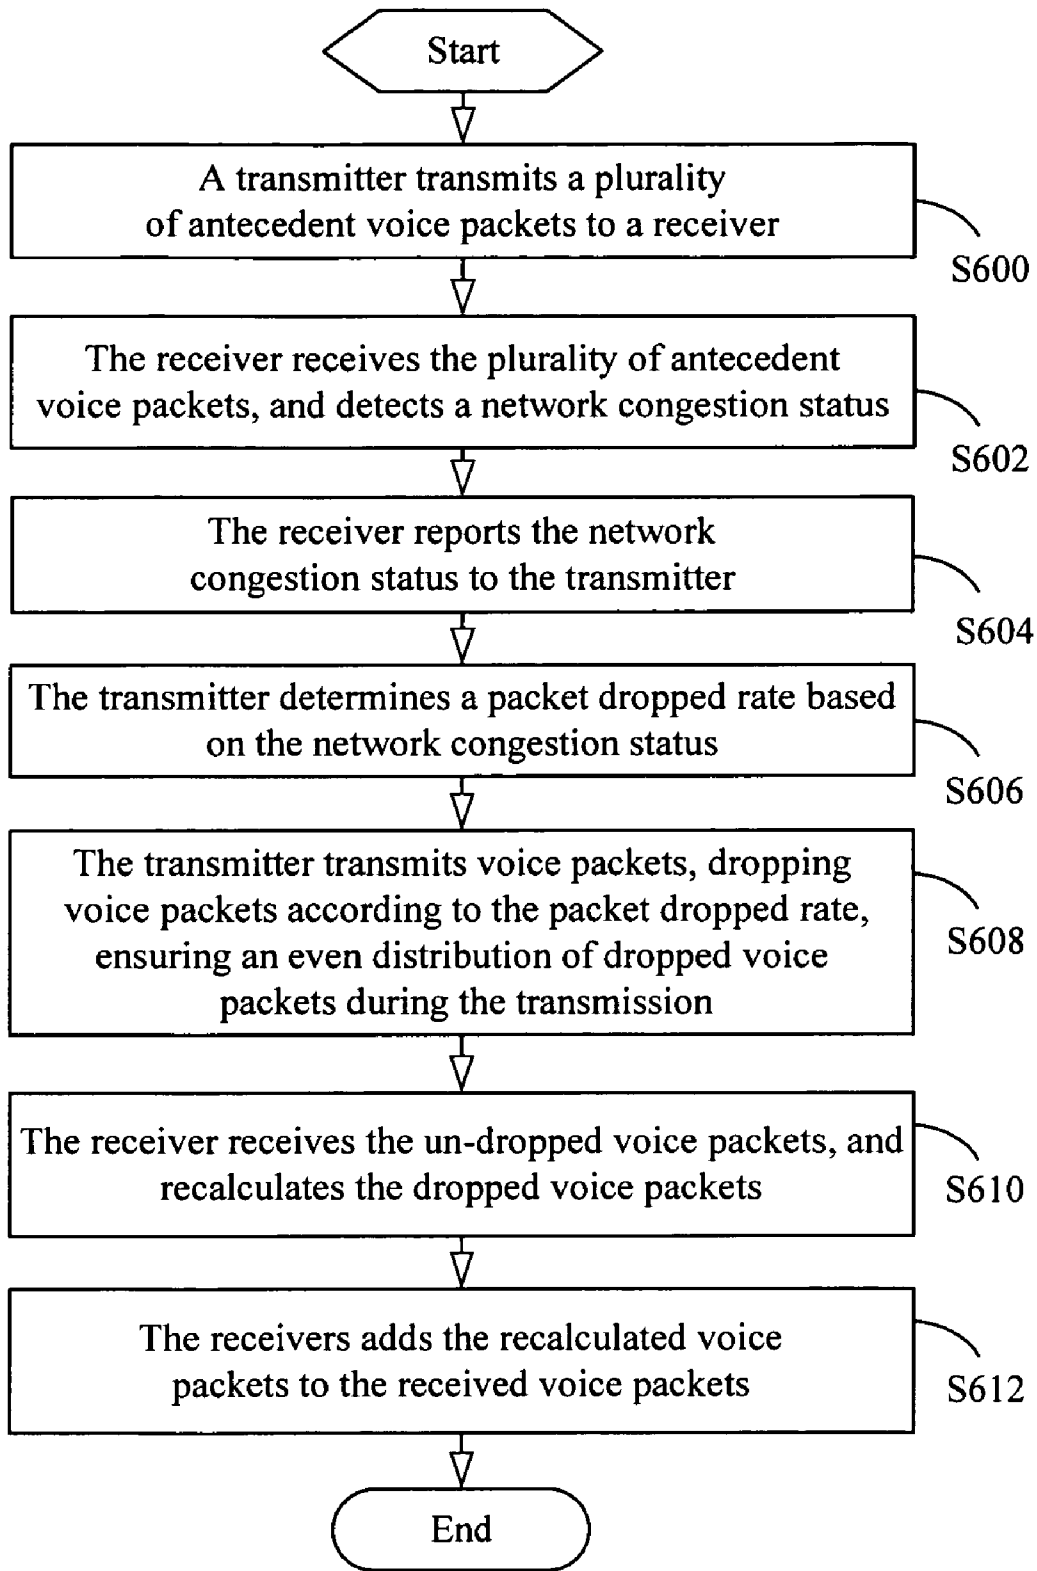 Start
A transmitter transmits a plurality
of antecedent voice packets to a receiver
S600
The receiver receives the plurality of antecedent
voice packets, and detects a network congestion status
S602
The receiver reports the network
congestion status to the transmitter
S604
The transmitter determines a packet dropped rate based
on the network congestion status
S606
The transmitter transmits voice packets, dropping
voice packets according to the packet dropped rate,
ensuring an even distribution of dropped voice
packets during the transmission
S608
The receiver receives the un-dropped voice packets, and
recalculates the dropped voice packets
S610
The receivers adds the recalculated voice
packets to the received voice packets
S612
End